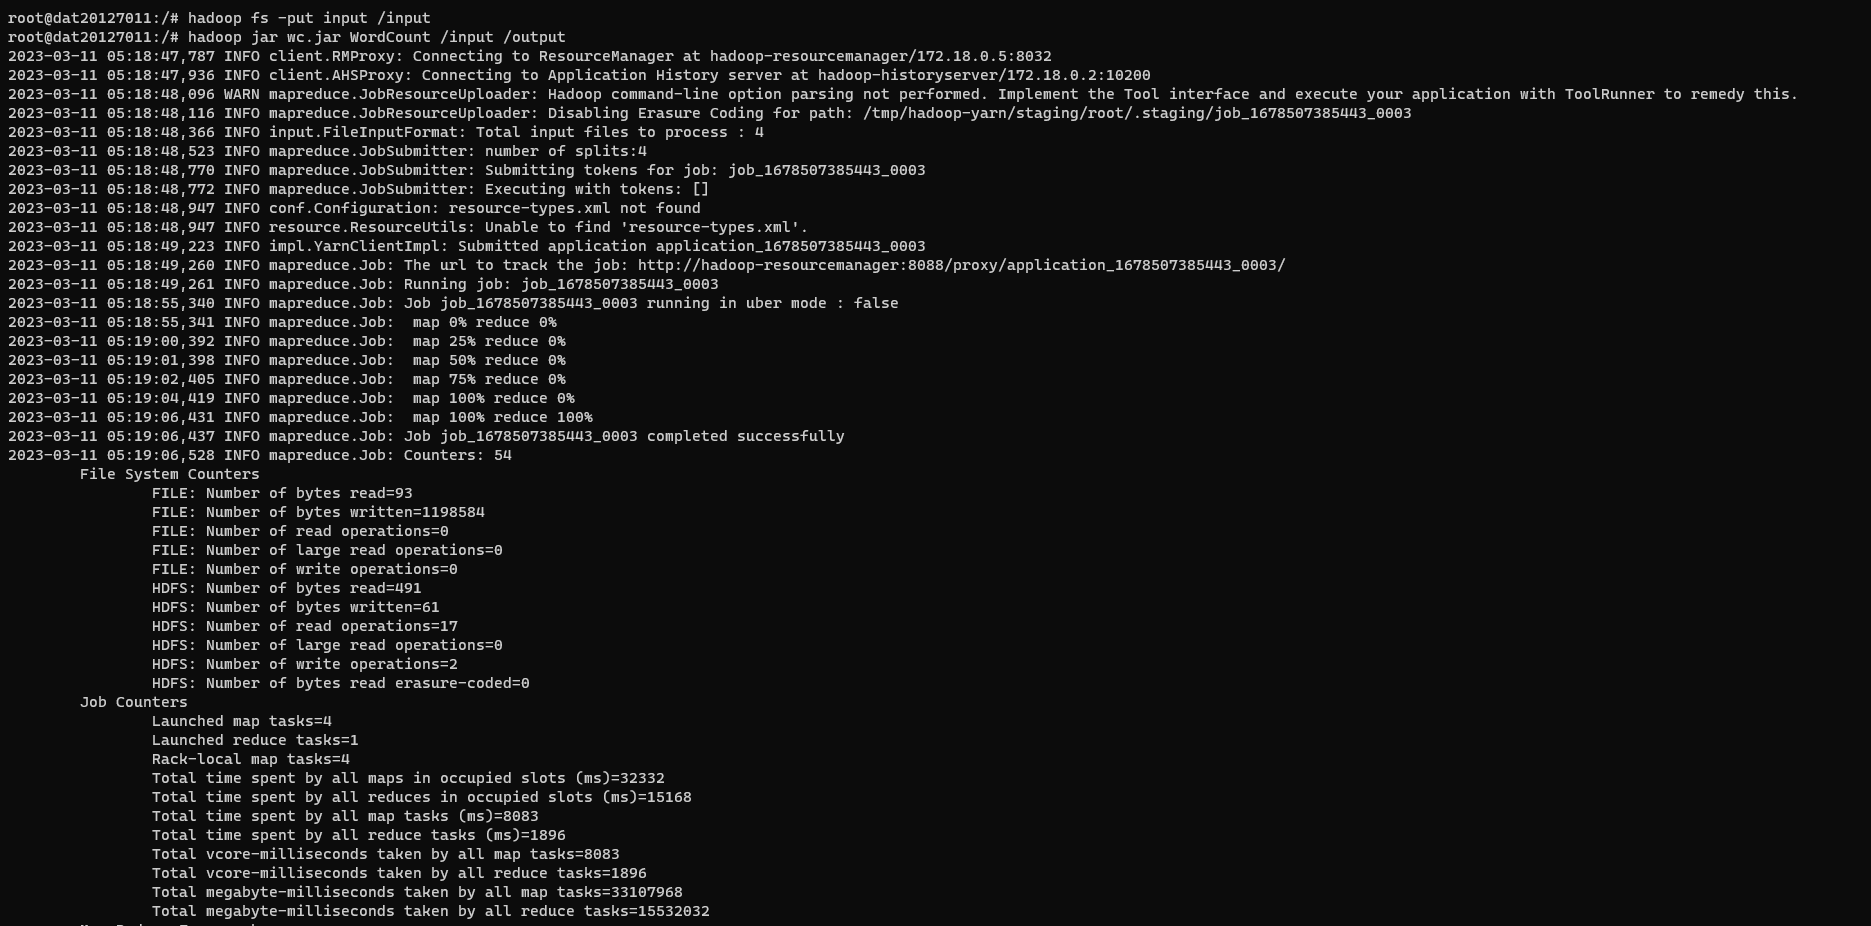 root@dat20127011:/# hadoop fs -put input /input
root@dat20127011:/# hadoop jar wc.jar WordCount /input /output
2023-03-11 05:18:47,787 INFO client.RMProxy: Connecting to ResourceManager at hadoop-resourcemanager/172.18.0.5:8032
2023-03-11 05:18:47,936 INFO client.AHSProxy: Connecting to Application History server at hadoop-historyserver/172.18.0.2:10200
2023-03-11 05:18:48,096 WARN mapreduce.JobResourceUploader: Hadoop command-line option parsing not performed. Implement the Tool interface and execute your application with ToolRunner to remedy this.
2023-03-11 05:18:48,116 INFO mapreduce.JobResourceUploader: Disabling Erasure Coding for path: /tmp/hadoop-yarn/staging/root/.staging/job_1678507385443_0003
2023-03-11 05:18:48,366 INFO input.FileInputFormat: Total input files to process : 4
2023-03-11 05:18:48,523 INFO mapreduce.JobSubmitter: number of splits:4
2023-03-11 05:18:48,770 INFO mapreduce.JobSubmitter: Submitting tokens for job: job_1678507385443_0003
2023-03-11 05:18:48,772 INFO mapreduce.JobSubmitter: Executing with tokens: []
2023-03-11 05:18:48,947 INFO conf.Configuration: resource-types.xml not found
2023-03-11 05:18:48,947 INFO resource.ResourceUtils: Unable to find 'resource-types.xml'.
2023-03-11 05:18:49,223 INFO impl.YarnClientImpl: Submitted application application_1678507385443_0003
2023-03-11 05:18:49,260 INFO mapreduce.Job: The url to track the job: http://hadoop-resourcemanager:8088/proxy/application_1678507385443_0003/
2023-03-11 05:18:49,261 INFO mapreduce.Job: Running job: job_1678507385443_0003
2023-03-11 05:18:55,340 INFO mapreduce.Job: Job job_1678507385443_0003 running in uber mode : false
2023-03-11 05:18:55,341 INFO mapreduce.Job:  map 0% reduce 0%
2023-03-11 05:19:00,392 INFO mapreduce.Job:  map 25% reduce 0%
2023-03-11 05:19:01,398 INFO mapreduce.Job:  map 50% reduce 0%
2023-03-11 05:19:02,405 INFO mapreduce.Job:  map 75% reduce 0%
2023-03-11 05:19:04,419 INFO mapreduce.Job:  map 100% reduce 0%
2023-03-11 05:19:06,431 INFO mapreduce.Job:  map 100% reduce 100%
2023-03-11 05:19:06,437 INFO mapreduce.Job: Job job_1678507385443_0003 completed successfully
2023-03-11 05:19:06,528 INFO mapreduce.Job: Counters: 54
File System Counters
FILE: Number of bytes read=93
FILE: Number of bytes written=1198584
FILE: Number of read operations=0
FILE: Number of large read operations=0
FILE: Number of write operations=0
HDFS: Number of bytes read=491
HDFS: Number of bytes written=61
HDFS: Number of read operations=17
HDFS: Number of large read operations=0
HDFS: Number of write operations=2
HDFS: Number of bytes read erasure-coded=0
Job Counters
Launched map tasks=4
Launched reduce tasks=1
Rack-local map tasks=4
Total time spent by all maps in occupied slots (ms)=32332
Total time spent by all reduces in occupied slots (ms)=15168
Total time spent by all map tasks (ms)=8083
Total time spent by all reduce tasks (ms)=1896
Total vcore-milliseconds taken by all map tasks=8083
Total vcore-milliseconds taken by all reduce tasks=1896
Total megabyte-milliseconds taken by all map tasks=33107968
Total megabyte-milliseconds taken by all reduce tasks=15532032